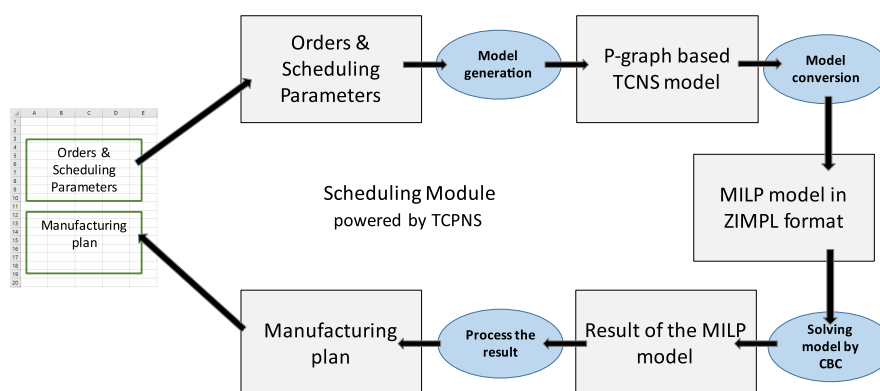 Orders &
Scheduling
Parameters
Model
generation
P-graph based
TCNS model
Model
conversion
A B C D E
1
2
3
4
5
6
7
8
9
10
11
12
13
14
15
16
17
18
19
20
Orders &
Scheduling
Parameters
Manufacturing
plan
Scheduling Module
powered by TCPNS
MILP model in
ZIMPL format
Manufacturing
plan
Process the
result
Result of the MILP
model
Solving
model by
CBC